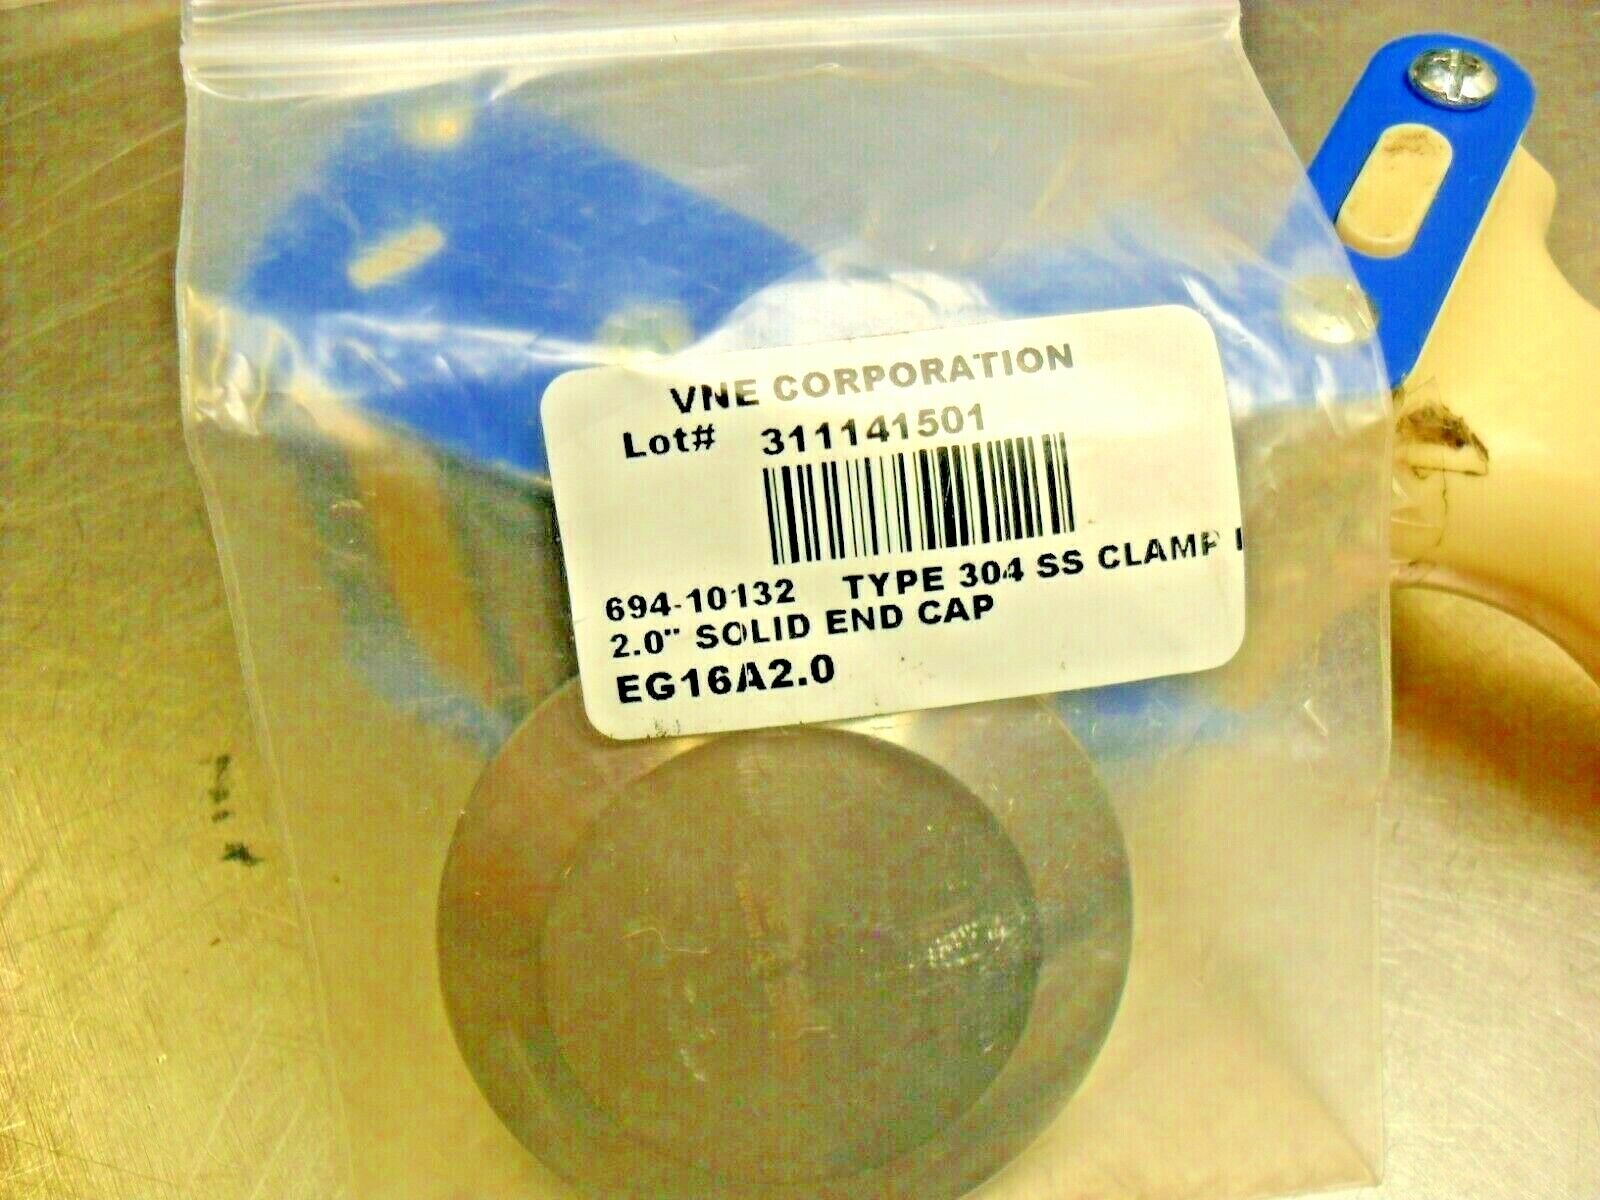 VNE CORPORATION
Lot# 311141501
694-10132 TYPE 304 SS CLAMP
2.0" SOLID END CAP
EG16A2.0